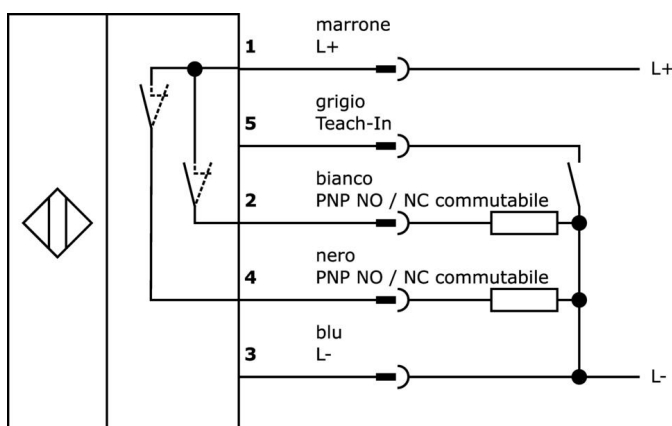 marrone
1 L+
L+
grigio
5 Teach-In
bianco
2 PNP NO / NC commutabile
nero
4 PNP NO / NC commutabile
blu
3 L-
L-